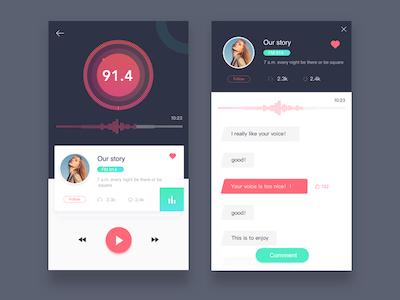 91.4
10:23
Our story
FM 91.4
7 a.m. every night be there or be
square
Follow
2.3k
2.4k
Our story
FM 91.4
7 a.m. every night be there or be square
Follow
2.3k
2.4k
10:23
I really like your voice!
good!
Your voice is too nice! !
132
good!
This is to enjoy
Comment